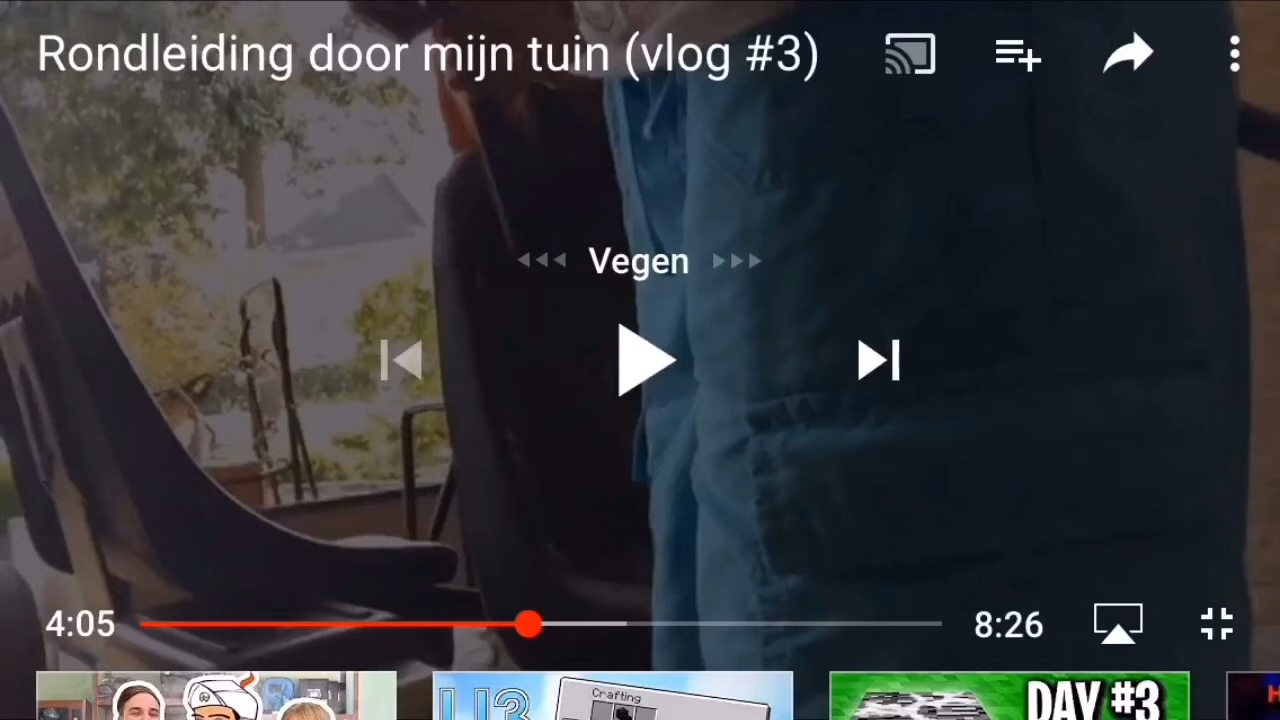 Rondleiding door mijn tuin (vlog #3)
Vegen
4:05
8:26
Crafting
DAY #3